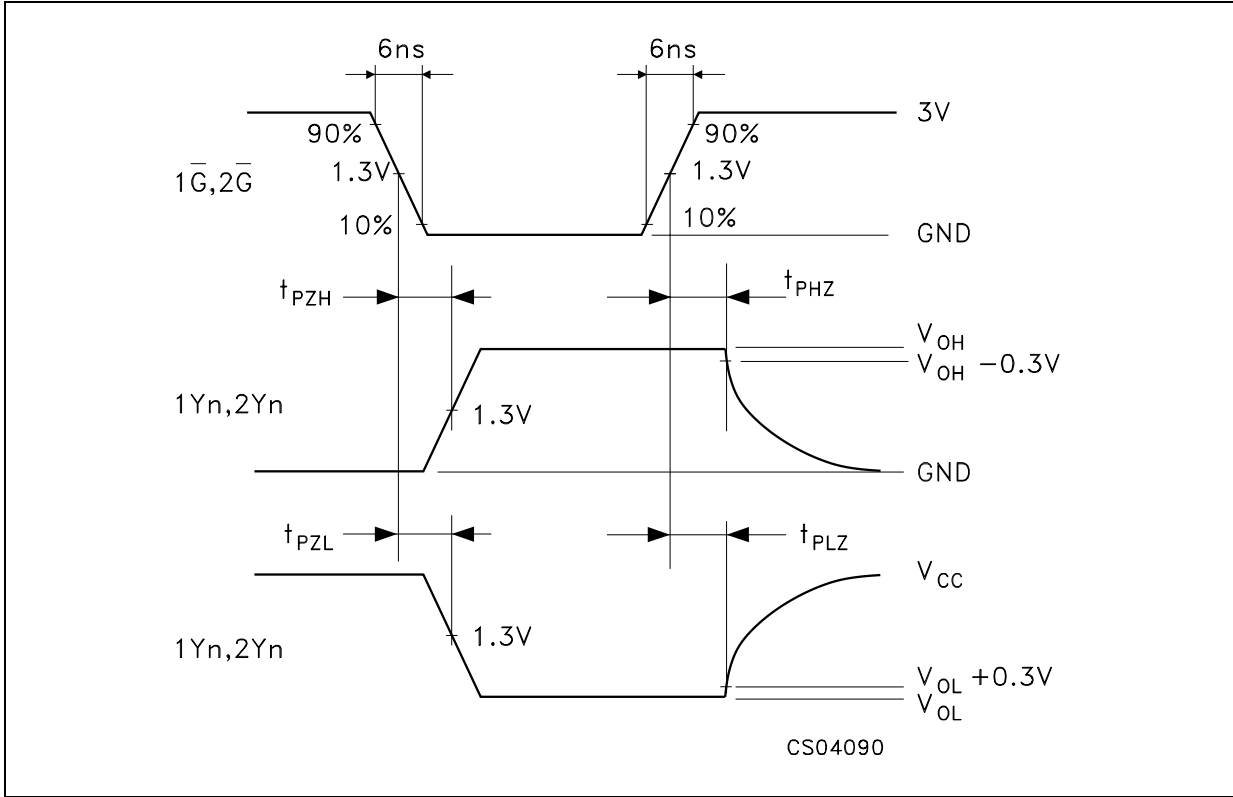 6ns 6ns
3V
90% 90%
1G̅,2G̅ 1.3V 1.3V
10% 10%
GND
tPZH tPHZ
VOH
VOH −0.3V
1Yn,2Yn 1.3V
GND
tPZL tPLZ
VCC
1Yn,2Yn 1.3V
VOL +0.3V
VOL
CS04090